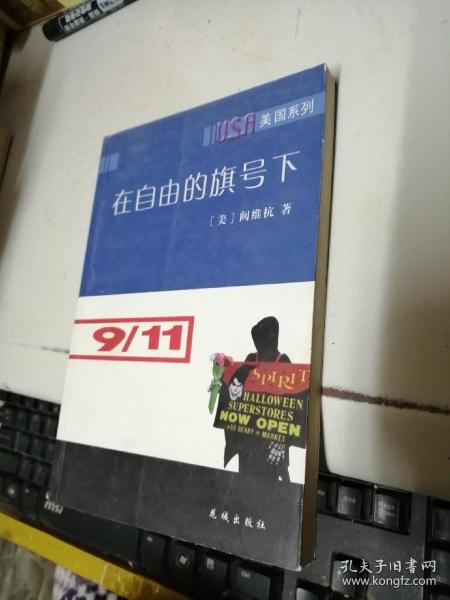 U.S.A 美国系列
在自由的旗号下
[美] 阙维杭 著
9/11
SPIRIT
HALLOWEEN
SUPERSTORES
NOW OPEN
+50 GEARY @ MARKET
花城出版社
孔夫子旧书网
www.kongfz.com